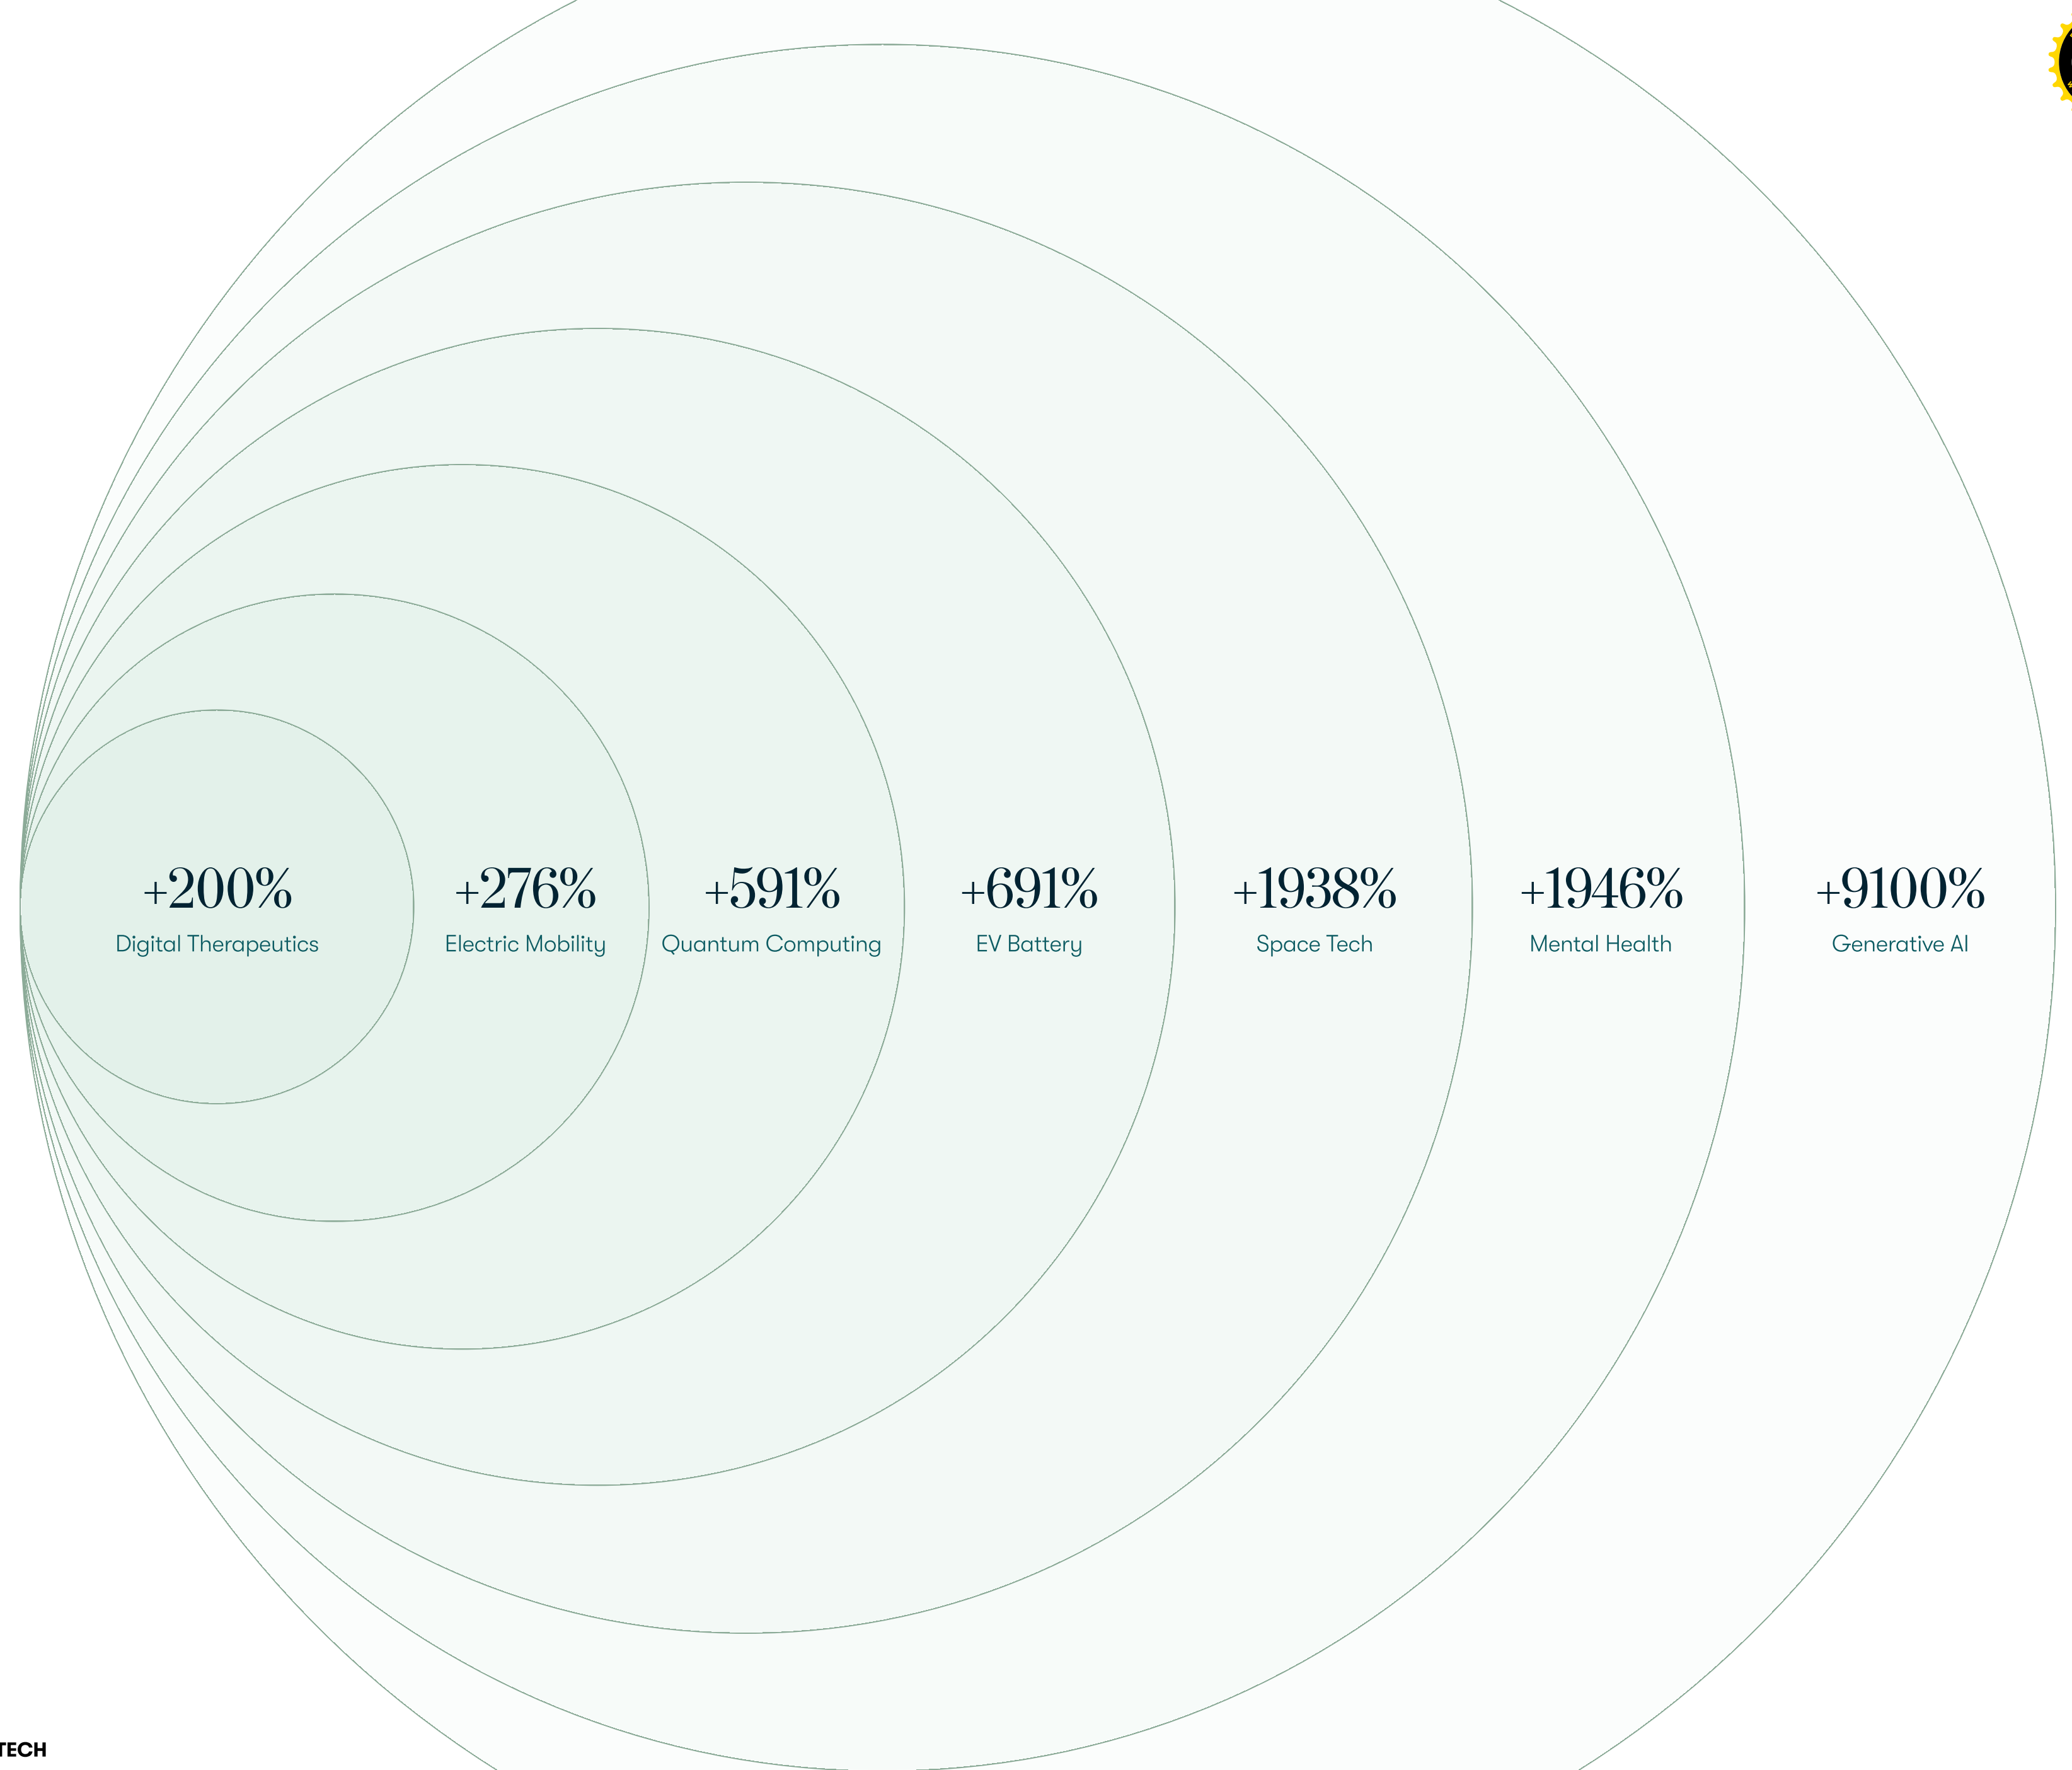 +200%
Digital Therapeutics
+276%
Electric Mobility
+591%
Quantum Computing
+691%
EV Battery
+1938%
Space Tech
+1946%
Mental Health
+9100%
Generative AI
TECH